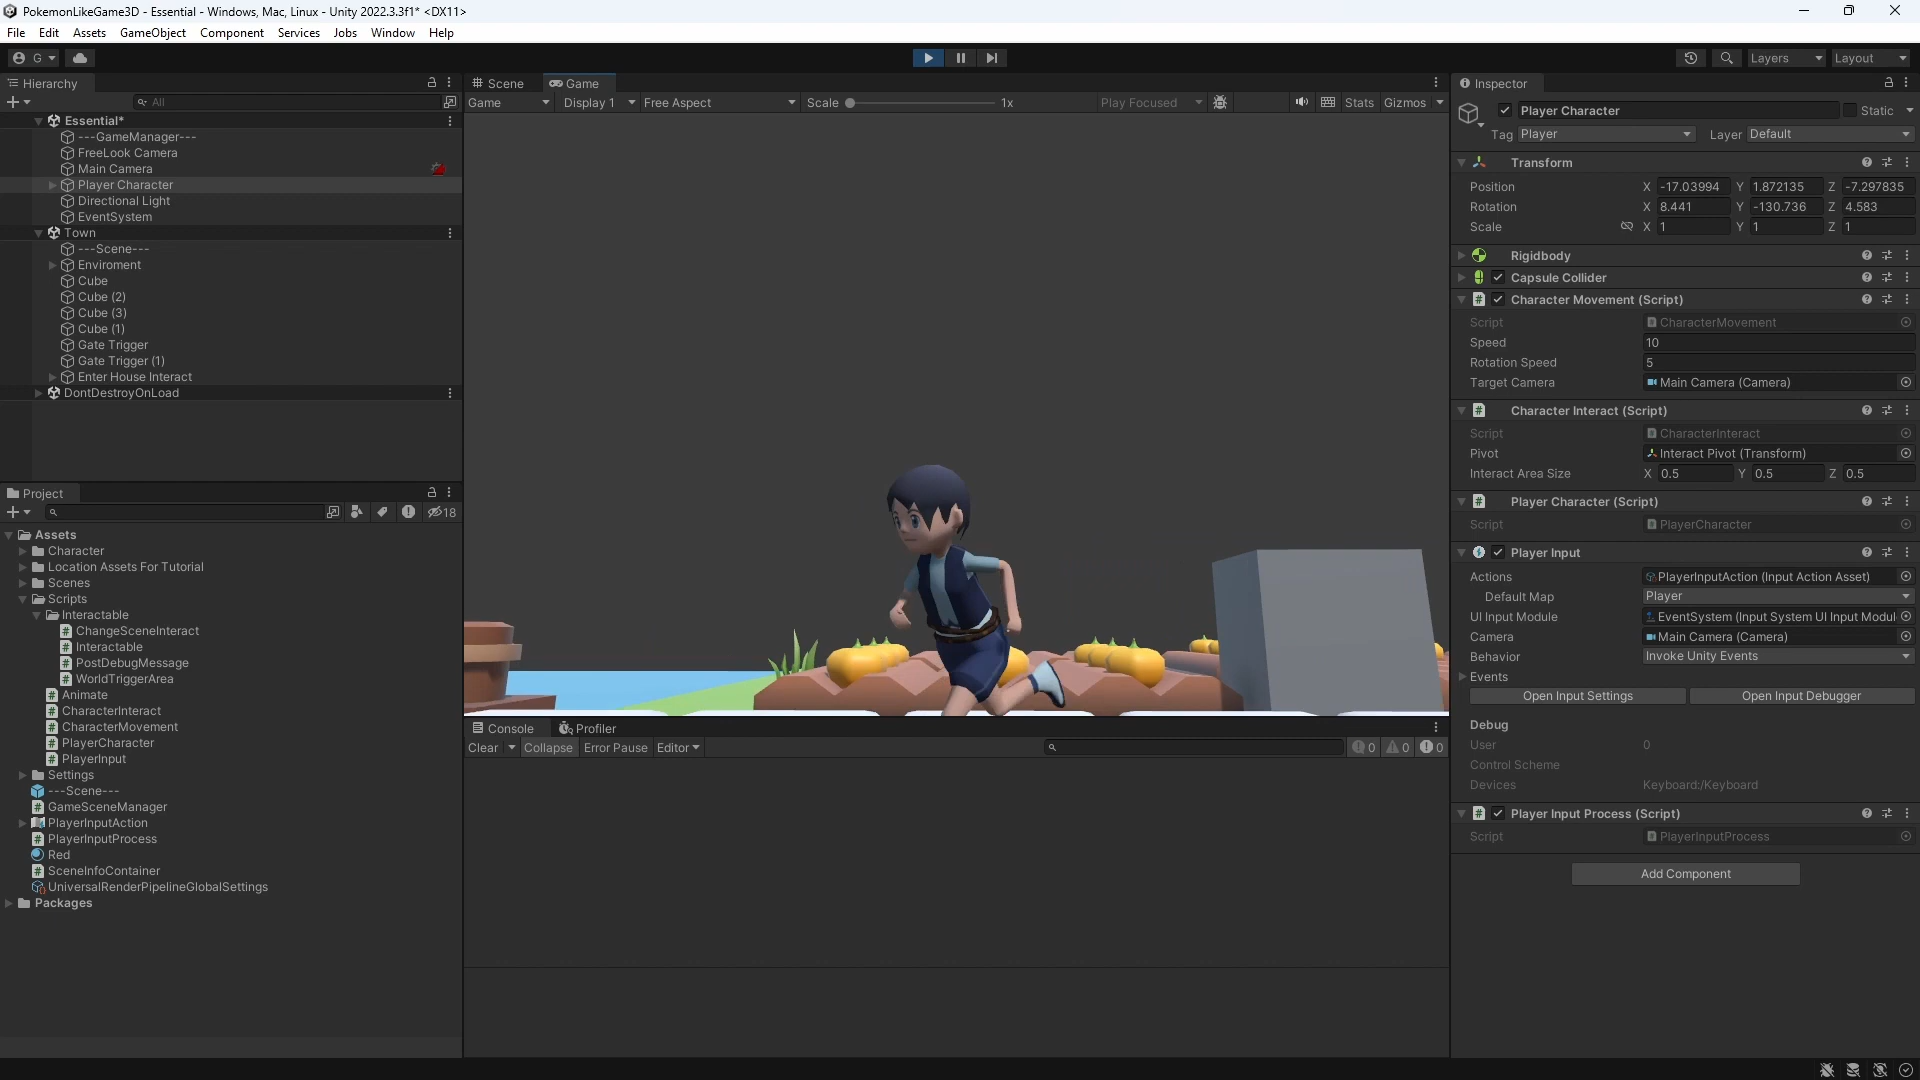 PokemonLikeGame3D - Essential - Windows, Mac, Linux - Unity 2022.3.3f1* <DX11>
File Edit Assets GameObject Component Services Jobs Window Help
G
Layers
Layout
Hierarchy
All
Essential*
---GameManager---
FreeLook Camera
Main Camera
Player Character
Directional Light
EventSystem
Town
---Scene---
Enviroment
Cube
Cube (2)
Cube (3)
Cube (1)
Gate Trigger
Gate Trigger (1)
Enter House Interact
DontDestroyOnLoad
Project
18
Assets
Character
Location Assets For Tutorial
Scenes
Scripts
Interactable
ChangeSceneInteract
Interactable
PostDebugMessage
WorldTriggerArea
Animate
CharacterInteract
CharacterMovement
PlayerCharacter
PlayerInput
Settings
---Scene---
GameSceneManager
PlayerInputAction
PlayerInputProcess
Red
SceneInfoContainer
UniversalRenderPipelineGlobalSettings
Packages
Scene Game
Game Display 1 Free Aspect Scale 1x Play Focused Stats Gizmos
Console Profiler
Clear Collapse Error Pause Editor 0 0 0
Inspector
Player Character Static
Tag Player Layer Default
Transform
Position X -17.03994 Y 1.872135 Z -7.297835
Rotation X 8.441 Y -130.736 Z 4.583
Scale X 1 Y 1 Z 1
Rigidbody
Capsule Collider
Character Movement (Script)
Script CharacterMovement
Speed 10
Rotation Speed 5
Target Camera Main Camera (Camera)
Character Interact (Script)
Script CharacterInteract
Pivot Interact Pivot (Transform)
Interact Area Size X 0.5 Y 0.5 Z 0.5
Player Character (Script)
Script PlayerCharacter
Player Input
Actions PlayerInputAction (Input Action Asset)
Default Map Player
UI Input Module EventSystem (Input System UI Input Modul
Camera Main Camera (Camera)
Behavior Invoke Unity Events
Events
Open Input Settings Open Input Debugger
Debug
User 0
Control Scheme
Devices Keyboard:/Keyboard
Player Input Process (Script)
Script PlayerInputProcess
Add Component